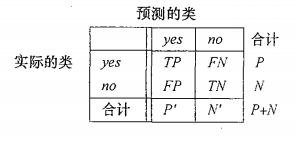 预测的类
yes no 合计
实际的类 yes TP FN P
no FP TN N
合计 P' N' P+N